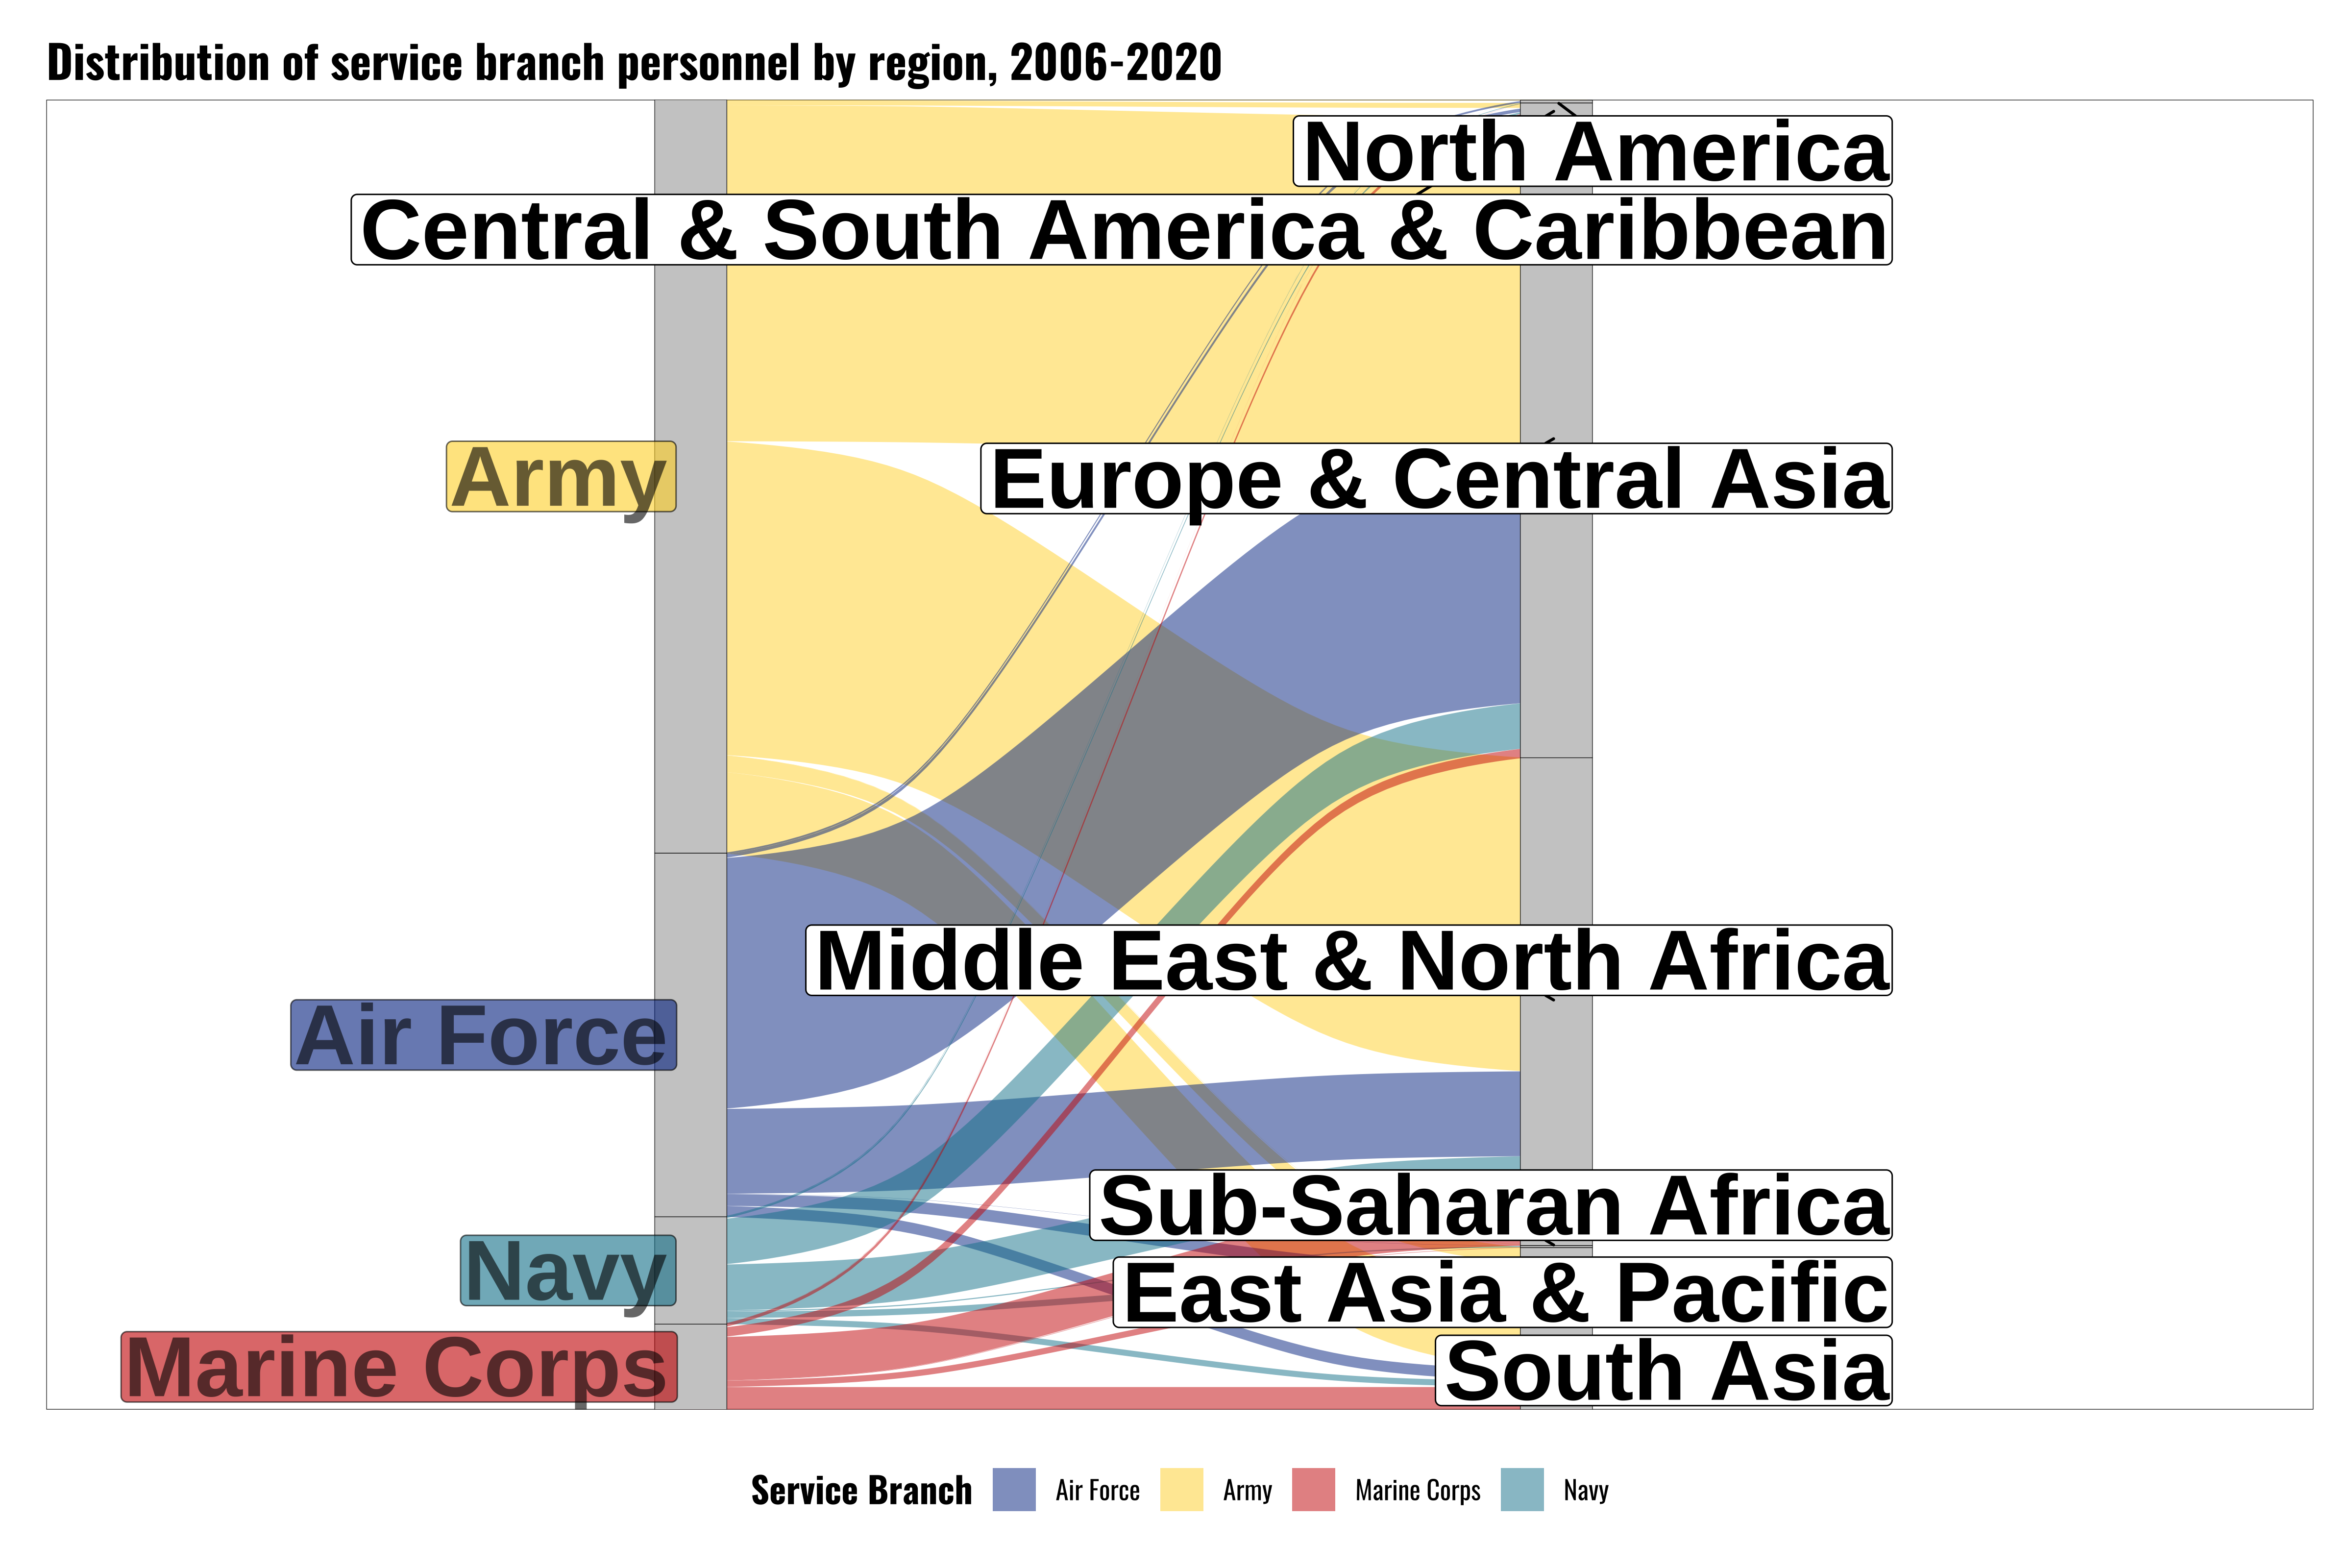 Distribution of service branch personnel by region, 2006-2020
North America
Central & South America & Caribbean
Army
Europe & Central Asia
Middle East & North Africa
Air Force
Sub-Saharan Africa
Navy
East Asia & Pacific
Marine Corps
South Asia
Service Branch
Air Force
Army
Marine Corps
Navy